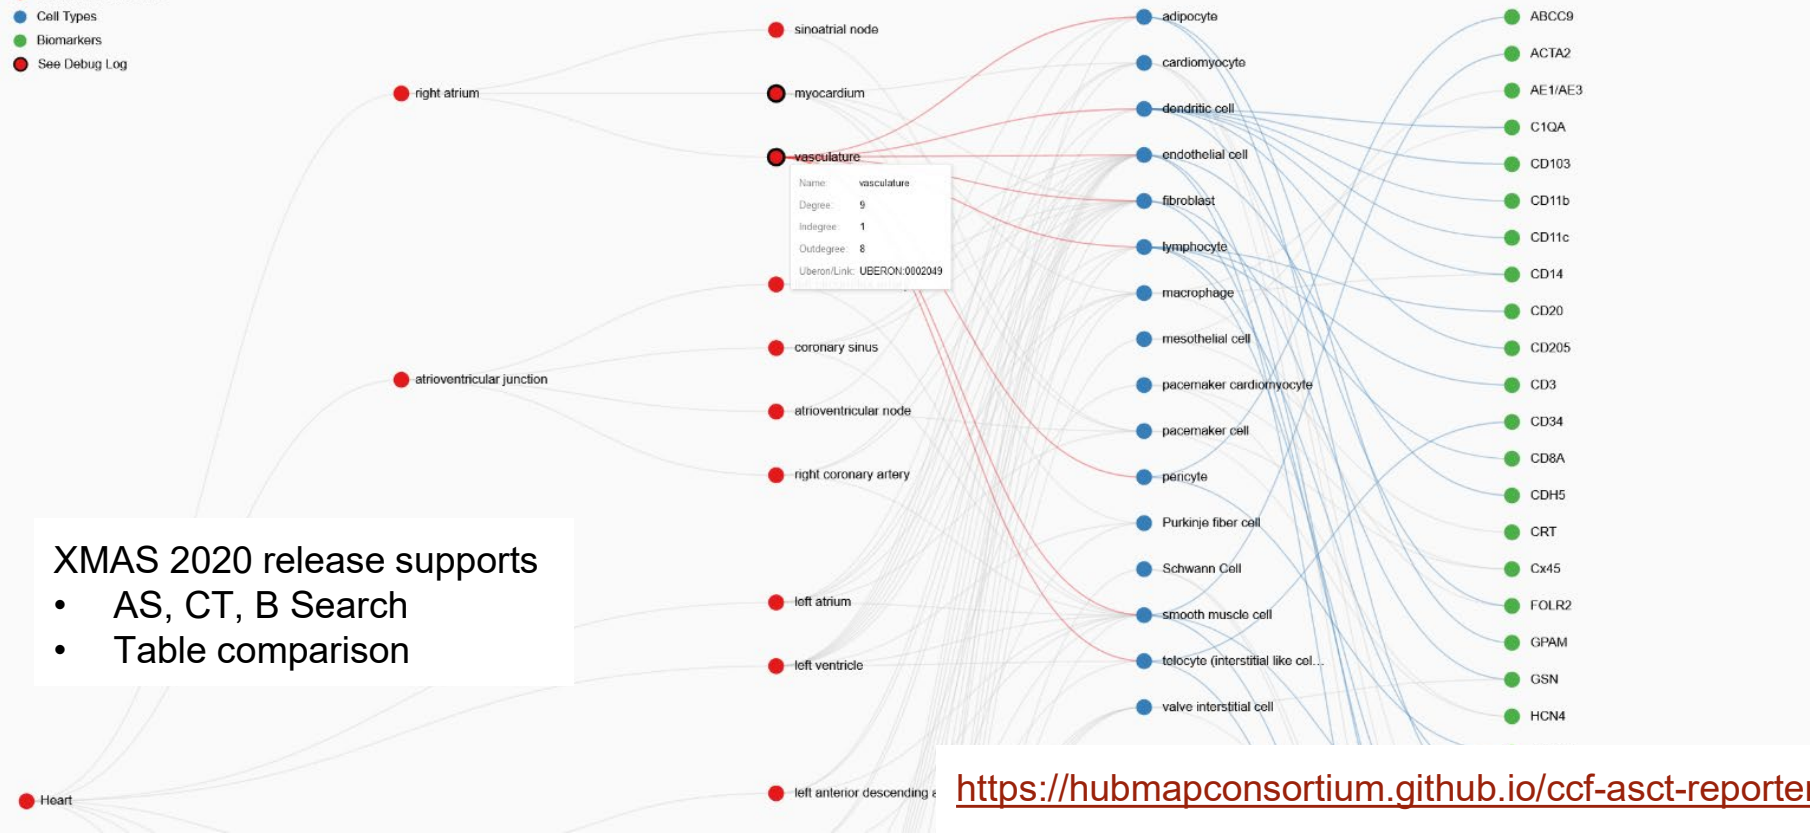 Cell Types
Biomarkers
See Debug Log
Heart
right atrium
atrioventricular junction
sinoatrial node
myocardium
vasculature
Name: vasculature
Degree: 9
Indegree: 1
Outdegree: 8
Uberon/Link: UBERON:0002049
coronary sinus
atrioventricular node
right coronary artery
left atrium
left ventricle
left anterior descending a
adipocyte
cardiomyocyte
dendritic cell
endothelial cell
fibroblast
lymphocyte
macrophage
mesothelial cell
pacemaker cardiomyocyte
pacemaker cell
pericyte
Purkinje fiber cell
Schwann Cell
smooth muscle cell
telocyte (interstitial like cel...
valve interstitial cell
ABCC9
ACTA2
AE1/AE3
C1QA
CD103
CD11b
CD11c
CD14
CD20
CD205
CD3
CD34
CD8A
CDH5
CRT
Cx45
FOLR2
GPAM
GSN
HCN4
XMAS 2020 release supports
• AS, CT, B Search
• Table comparison
https://hubmapconsortium.github.io/ccf-asct-reporter